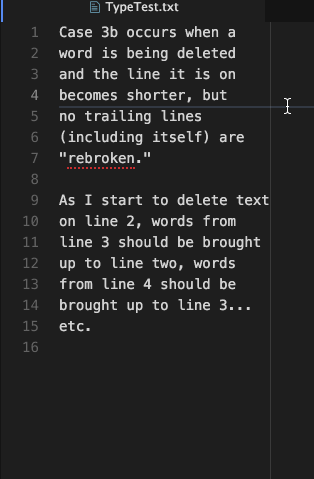 TypeTest.txt
1 Case 3b occurs when a
2 word is being deleted
3 and the line it is on
4 becomes shorter, but
5 no trailing lines
6 (including itself) are
7 "rebroken."
8
9 As I start to delete text
10 on line 2, words from
11 line 3 should be brought
12 up to line two, words
13 from line 4 should be
14 brought up to line 3...
15 etc.
16